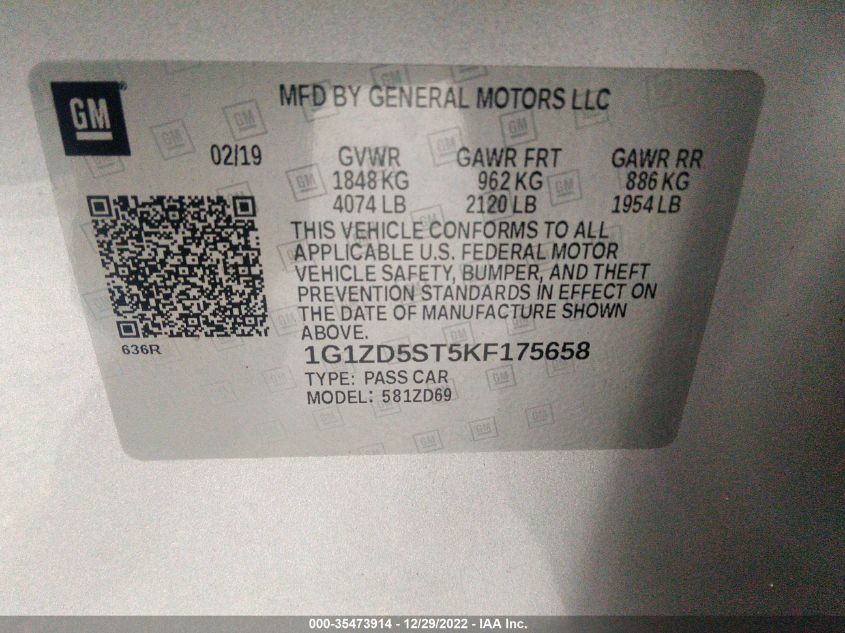 GM
MFD BY GENERAL MOTORS LLC
02/19 GVWR GAWR FRT GAWR RR
1848 KG 962 KG 886 KG
4074 LB 2120 LB 1954 LB
THIS VEHICLE CONFORMS TO ALL
APPLICABLE U.S. FEDERAL MOTOR
VEHICLE SAFETY, BUMPER, AND THEFT
PREVENTION STANDARDS IN EFFECT ON
THE DATE OF MANUFACTURE SHOWN
ABOVE.
636R
1G1ZD5ST5KF175658
TYPE: PASS CAR
MODEL: 581ZD69
000-35473914 - 12/29/2022 - IAA Inc.